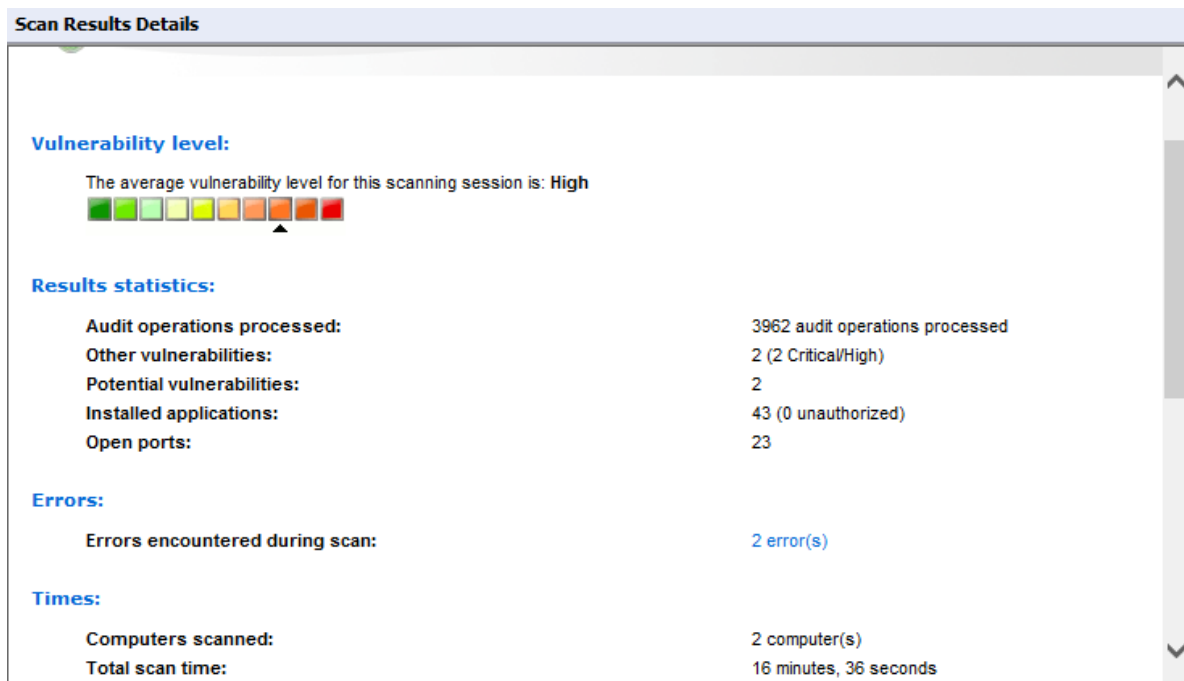 Scan Results Details
Vulnerability level:
The average vulnerability level for this scanning session is: High
Results statistics:
Audit operations processed: 3962 audit operations processed
Other vulnerabilities: 2 (2 Critical/High)
Potential vulnerabilities: 2
Installed applications: 43 (0 unauthorized)
Open ports: 23
Errors:
Errors encountered during scan: 2 error(s)
Times:
Computers scanned: 2 computer(s)
Total scan time: 16 minutes, 36 seconds